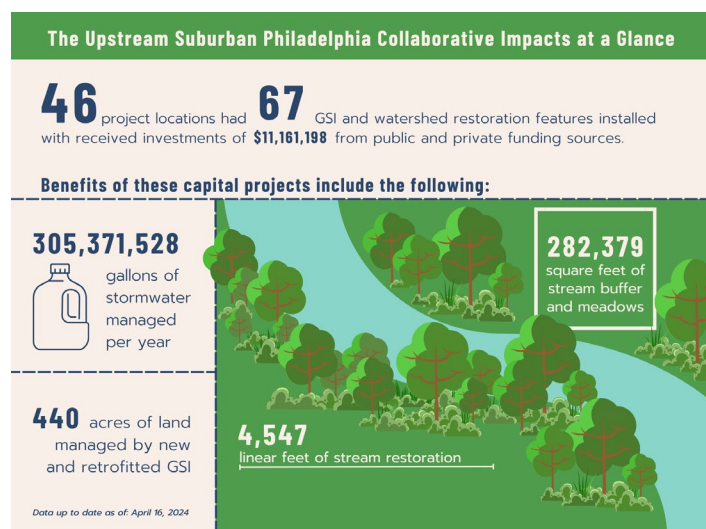 The Upstream Suburban Philadelphia Collaborative Impacts at a Glance
46 project locations had 67 GSI and watershed restoration features installed
with received investments of $11,161,198 from public and private funding sources.
Benefits of these capital projects include the following:
305,371,528
gallons of
stormwater
managed
per year
282,379
square feet of
stream buffer
and meadows
440 acres of land
managed by new
and retrofitted GSI
4,547
linear feet of stream restoration
Data up to date as of: April 16, 2024